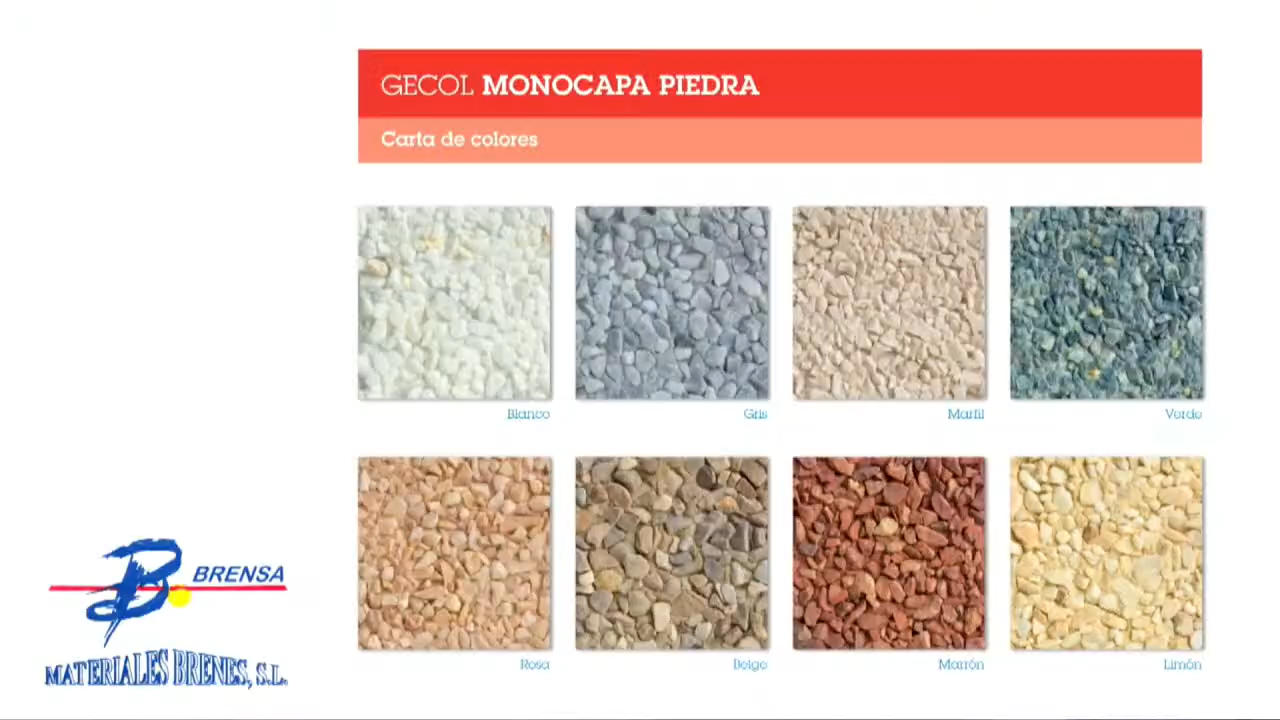 GECOL MONOCAPA PIEDRA
Carta de colores
Blanco
Gris
Marfil
Verde
Rosa
Beige
Marrón
Limón
B. BRENSA
MATERIALES BRENES, S.L.